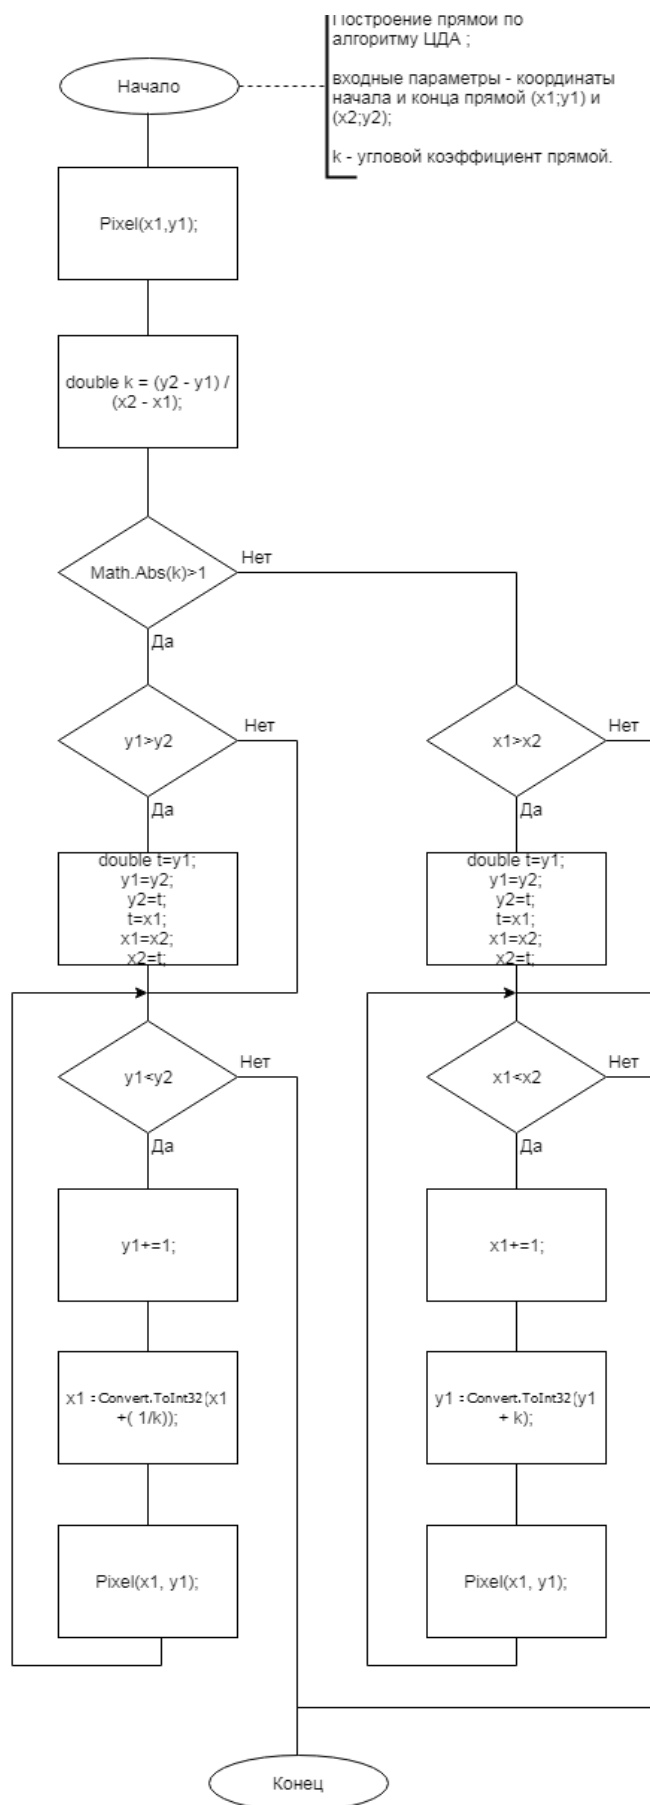 Построение прямой по
алгоритму ЦДА ;
входные параметры - координаты
начала и конца прямой (x1;y1) и
(x2;y2);
k - угловой коэффициент прямой.
Начало
Pixel(x1,y1);
double k = (y2 - y1) /
(x2 - x1);
Math.Abs(k)>1
Нет
Да
y1>y2
Нет
Да
double t=y1;
y1=y2;
y2=t;
t=x1;
x1=x2;
x2=t;
y1<y2
Нет
Да
y1+=1;
x1 =Convert.ToInt32(x1
+( 1/k));
Pixel(x1, y1);
x1>x2
Нет
Да
double t=y1;
y1=y2;
y2=t;
t=x1;
x1=x2;
x2=t;
x1<x2
Нет
Да
x1+=1;
y1 =Convert.ToInt32(y1
+ k);
Pixel(x1, y1);
Конец